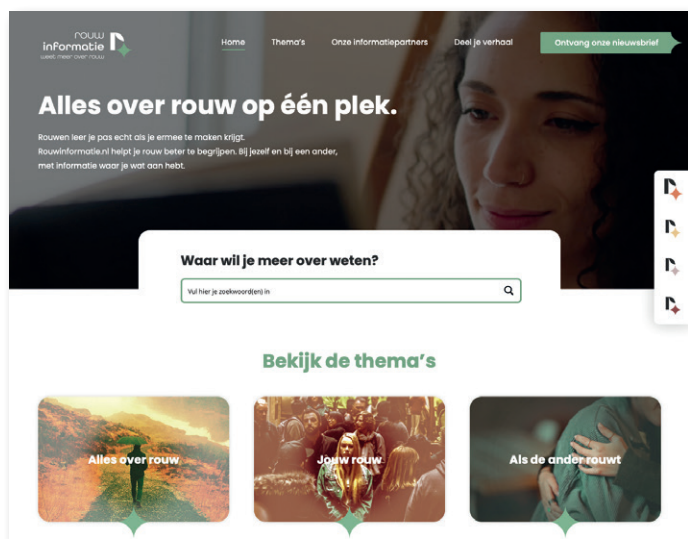 rouw
informatie
weet meer over rouw
Home
Thema's
Onze informatiepartners
Deel je verhaal
Ontvang onze nieuwsbrief
Alles over rouw op één plek.
Rouwen leer je pas echt als je ermee te maken krijgt.
Rouwinformatie.nl helpt je rouw beter te begrijpen. Bij jezelf en bij een ander,
met informatie waar je wat aan hebt.
Waar wil je meer over weten?
Vul hier je zoekwoord(en) in
Bekijk de thema's
Alles over rouw
Jouw rouw
Als de ander rouwt